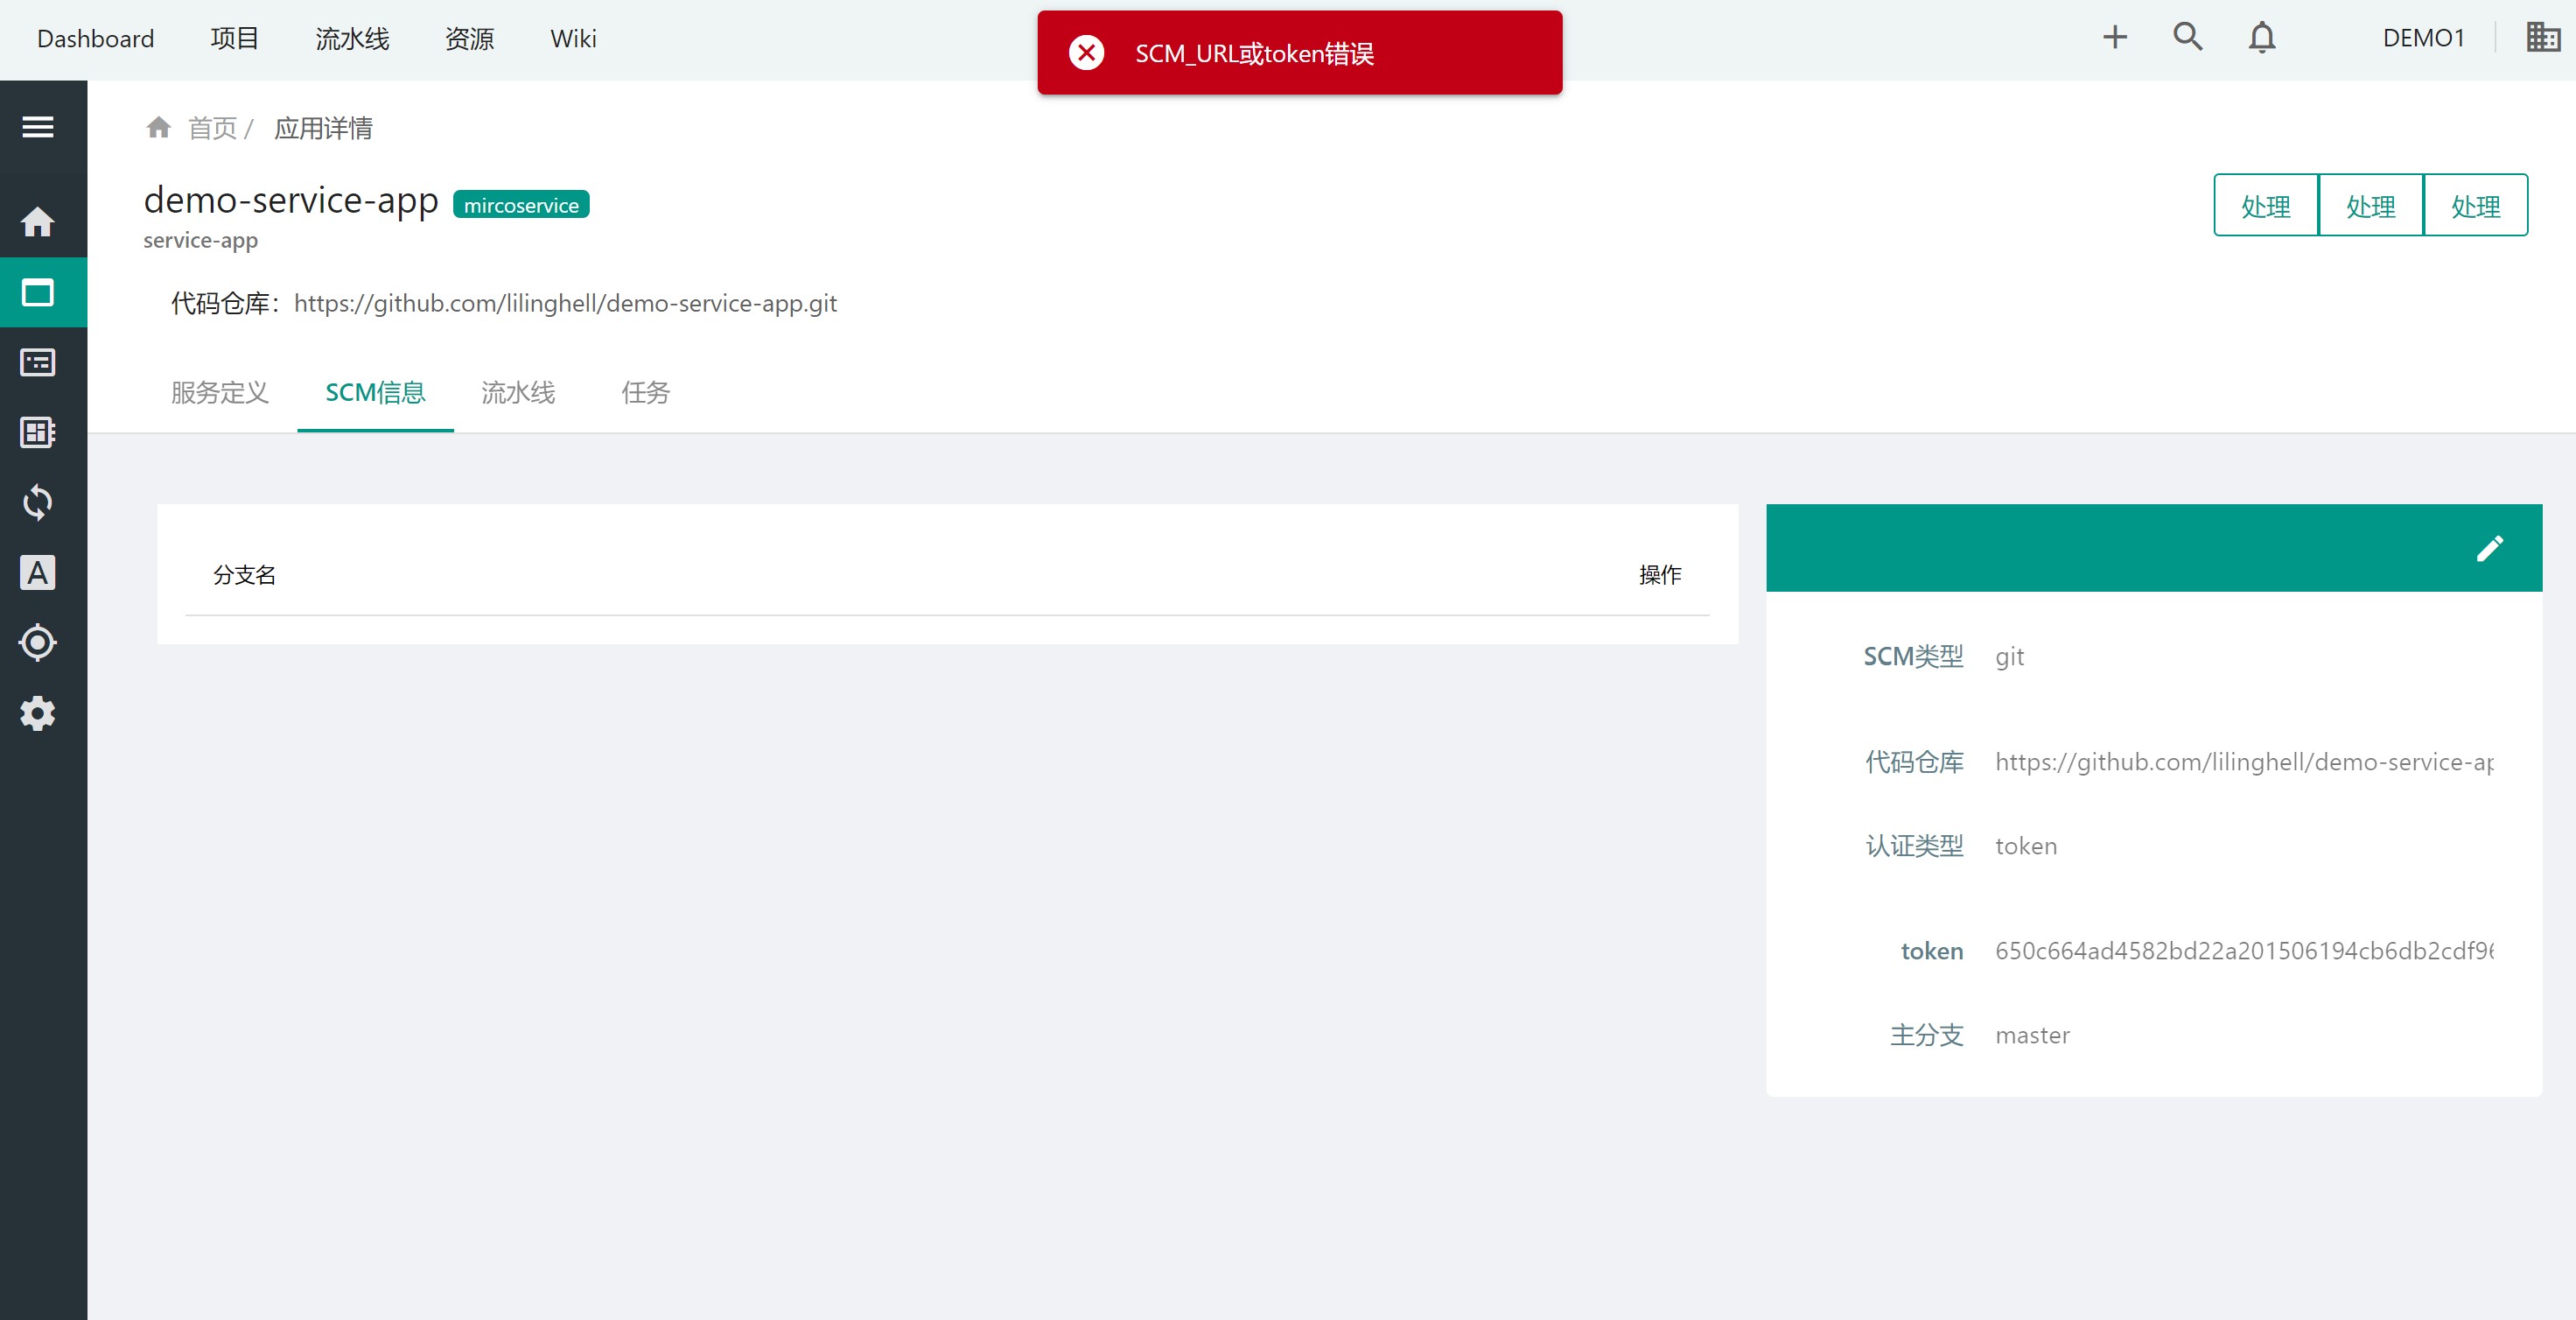 Dashboard 项目 流水线 资源 Wiki
SCM_URL或token错误
DEMO1
首页 / 应用详情
demo-service-app mircoservice
service-app
处理 处理 处理
代码仓库：https://github.com/lilinghell/demo-service-app.git
服务定义 SCM信息 流水线 任务
分支名 操作
SCM类型 git
代码仓库 https://github.com/lilinghell/demo-service-ap
认证类型 token
token 650c664ad4582bd22a201506194cb6db2cdf96
主分支 master